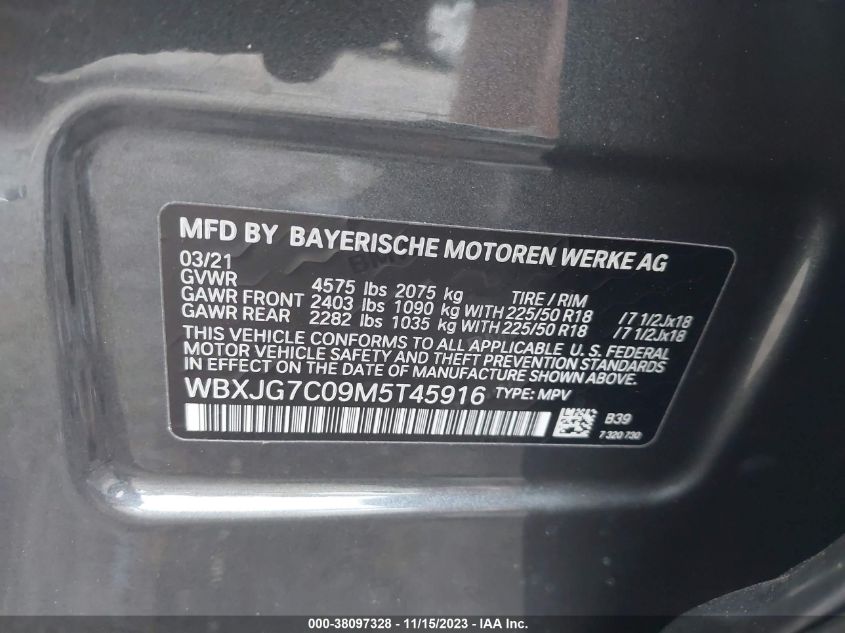 MFD BY BAYERISCHE MOTOREN WERKE AG
03/21
GVWR 4575 lbs 2075 kg TIRE / RIM
GAWR FRONT 2403 lbs 1090 kg WITH 225/50 R18 /7 1/2Jx18
GAWR REAR 2282 lbs 1035 kg WITH 225/50 R18 /7 1/2Jx18
THIS VEHICLE CONFORMS TO ALL APPLICABLE U. S. FEDERAL
MOTOR VEHICLE SAFETY AND THEFT PREVENTION STANDARDS
IN EFFECT ON THE DATE OF MANUFACTURE SHOWN ABOVE.
WBXJG7C09M5T45916 TYPE: MPV
B39
7 320 730
000-38097328 - 11/15/2023 - IAA Inc.